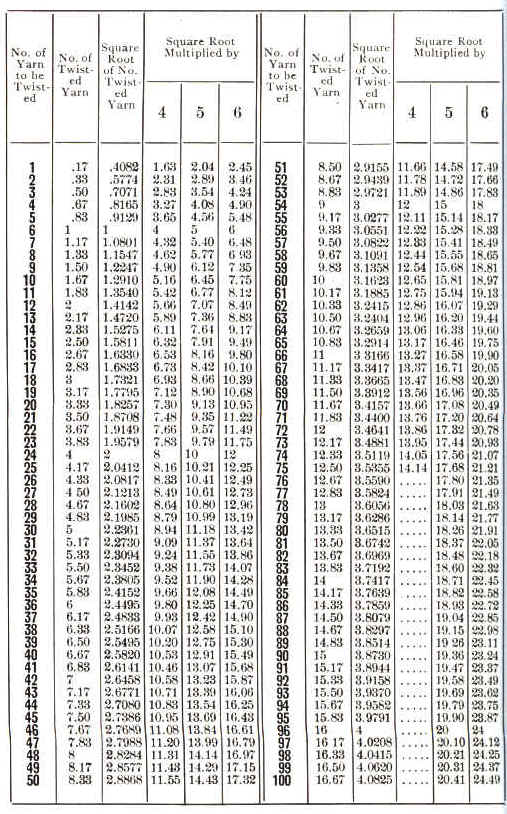 No. of Yarn to be Twist-ed | No. of Twist-ed Yarn | Square Root of No. Twist-ed Yarn | Square Root Multiplied by
4 5 6
1 .17 .4082 1.63 2.04 2.45
2 .33 .5774 2.31 2.89 3.46
3 .50 .7071 2.83 3.54 4.24
4 .67 .8165 3.27 4.08 4.90
5 .83 .9129 3.65 4.56 5.48
6 1 1 4 5 6
7 1.17 1.0801 4.32 5.40 6.48
8 1.33 1.1547 4.62 5.77 6 93
9 1.50 1.2247 4.90 6.12 7 35
10 1.67 1.2910 5.16 6.45 7.75
11 1.83 1.3540 5.42 6.77 8.12
12 2 1.4142 5.66 7.07 8.49
13 2.17 1.4720 5.89 7.36 8.83
14 2.33 1.5275 6.11 7.64 9.17
15 2.50 1.5811 6.32 7.91 9.49
16 2.67 1.6330 6.53 8.16 9.80
17 2.83 1.6833 6.73 8.42 10.10
18 3 1.7321 6.93 8.66 10.39
19 3.17 1.7795 7.12 8.90 10.68
20 3.33 1.8257 7.30 9.13 10.95
21 3.50 1.8708 7.48 9.35 11.22
22 3.67 1.9149 7.66 9.57 11.49
23 3.83 1.9579 7.83 9.79 11.75
24 4 2 8 10 12
25 4.17 2.0412 8.16 10.21 12.25
26 4.33 2.0817 8.33 10.41 12.49
27 4 50 2.1213 8.49 10.61 12.73
28 4.67 2.1602 8.64 10.80 12.96
29 4.83 2.1985 8.79 10.99 13.19
30 5 2.2361 8.94 11.18 13.42
31 5.17 2.2730 9.09 11.37 13.64
32 5.33 2.3094 9.24 11.55 13.86
33 5.50 2.3452 9.38 11.73 14.07
34 5.67 2.3805 9.52 11.90 14.28
35 5.83 2.4152 9.66 12.08 14.49
36 6 2.4495 9.80 12.25 14.70
37 6.17 2.4833 9.93 12.42 14.90
38 6.33 2.5166 10.07 12.58 15.10
39 6.50 2.5495 10.20 12.75 15.30
40 6.67 2.5820 10.53 12.91 15.49
41 6.83 2.6141 10.46 13.07 15.68
42 7 2.6458 10.58 13.23 15.87
43 7.17 2.6771 10.71 13.39 16.06
44 7.33 2.7080 10.83 13.54 16.25
45 7.50 2.7386 10.95 13.69 16.43
46 7.67 2.7689 11.08 13.84 16.61
47 7.83 2.7988 11.20 13.99 16.79
48 8 2.8284 11.31 14.14 16.97
49 8.17 2.8577 11.43 14.29 17.15
50 8.33 2.8868 11.55 14.43 17.32
No. of Yarn to be Twist-ed | No. of Twist-ed Yarn | Square Root of No. Twist-ed Yarn | Square Root Multiplied by
4 5 6
51 8.50 2.9155 11.66 14.58 17.49
52 8.67 2.9439 11.78 14.72 17.66
53 8.83 2.9721 11.89 14.86 17.83
54 9 3 12 15 18
55 9.17 3.0277 12.11 15.14 18.17
56 9.33 3.0551 12.22 15.28 18.33
57 9.50 3.0822 12.33 15.41 18.49
58 9.67 3.1091 12.44 15.55 18.65
59 9.83 3.1358 12.54 15.68 18.81
60 10 3.1623 12.65 15.81 18.97
61 10.17 3.1885 12.75 15.94 19.13
62 10.33 3.2415 12.86 16.07 19.29
63 10.50 3.2404 12.96 16.20 19.44
64 10.67 3.2659 13.06 16.33 19.60
65 10.83 3.2914 13.17 16.46 19.75
66 11 3 3166 13.27 16.58 19.90
67 11.17 3.3417 13.37 16.71 20.05
68 11.33 3.3665 13.47 16.83 20.20
69 11.50 3.3912 13.56 16.96 20.35
70 11.67 3.4157 13.66 17.08 20.49
71 11.83 3.4400 13.76 17.20 20.64
72 12 3.4641 13.86 17.32 20.78
73 12.17 3.4881 13.95 17.44 20.93
74 12.33 3.5119 14.05 17.56 21.07
75 12.50 3.5355 14.14 17.68 21.21
76 12.67 3.5590 ..... 17.80 21.35
77 12.83 3.5824 ..... 17.91 21.49
78 13 3.6056 ..... 18.03 21.63
79 13.17 3.6286 ..... 18.14 21.77
80 13.33 3.6515 ..... 18.26 21.91
81 13.50 3.6742 ..... 18.37 22.05
82 13.67 3.6969 ..... 18.48 22.18
83 13.83 3.7192 ..... 18.60 22.32
84 14 3.7417 ..... 18.71 22.45
85 14.17 3.7639 ..... 18.82 22.58
86 14.33 3.7859 ..... 18.93 22.72
87 14.50 3.8079 ..... 19.04 22.85
88 14.67 3.8297 ..... 19.15 22.98
89 14.83 3.8514 ..... 19 26 23.11
90 15 3.8730 ..... 19.36 23.24
91 15.17 3.8944 ..... 19.47 23.37
92 15.33 3.9158 ..... 19.58 23.49
93 15.50 3.9370 ..... 19.69 23.62
94 15.67 3.9582 ..... 19.79 23.75
95 15.83 3.9791 ..... 19.90 23.87
96 16 4 ..... 20 24
97 16 17 4.0208 ..... 20.10 24.12
98 16.33 4.0415 ..... 20.21 24.25
99 16.50 4.0620 ..... 20.31 24.37
100 16.67 4.0825 ..... 20.41 24.49